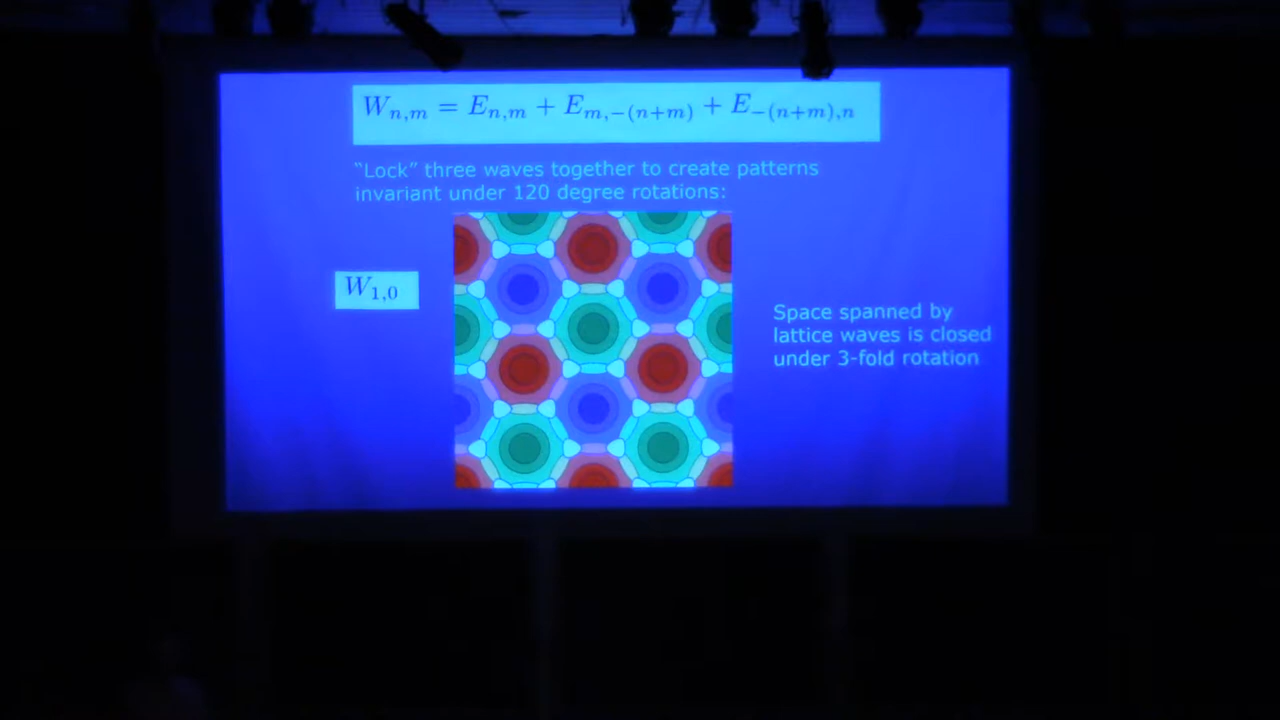 W_{n,m} = E_{n,m} + E_{m,-(n+m)} + E_{-(n+m),n}
"Lock" three waves together to create patterns
invariant under 120 degree rotations:
W_{1,0}
Space spanned by
lattice waves is closed
under 3-fold rotation